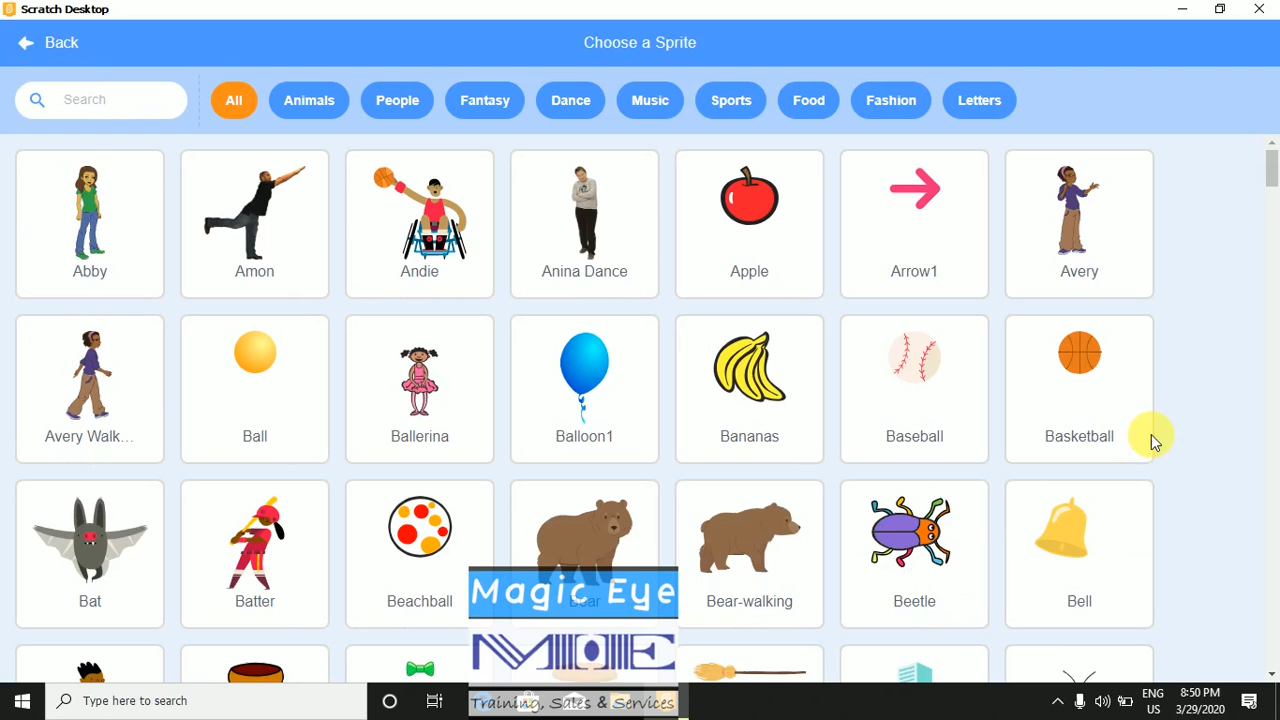 Scratch Desktop
Back
Choose a Sprite
Search
All
Animals
People
Fantasy
Dance
Music
Sports
Food
Fashion
Letters
Abby
Amon
Andie
Anina Dance
Apple
Arrow1
Avery
Avery Walk...
Ball
Ballerina
Balloon1
Bananas
Baseball
Basketball
Bat
Batter
Beachball
Bear
Bear-walking
Beetle
Bell
Magic Eye
MIE
Training, Sales & Services
Type here to search
ENG
US
8:50 PM
3/29/2020